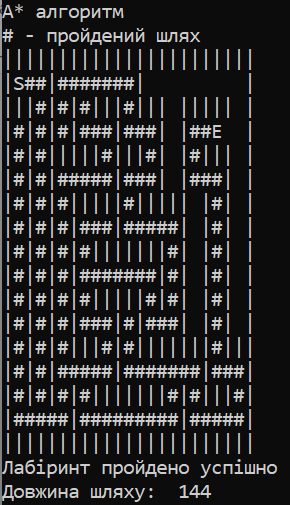 A* алгоритм
# - пройдений шлях
||||||||||||||||||||||||
|S##|#######|          |
|||#|#|#|||#||| ||||| |
|#|#|#|###|###| |##E  |
|#|#|||||#|||#| |#||| |
|#|#|#####|###| |###| |
|#|#|#|||||#||||| |#| |
|#|#|#|###|#####| |#| |
|#|#|#|#|||||||#| |#| |
|#|#|#|#######|#| |#| |
|#|#|#|#|||||#|#| |#| |
|#|#|#|###|#|###| |#| |
|#|#|#|||#|#|||||||#|||
|#|#|#####|#######|###|
|#|#|#|#|||||||#|#|||#|
|#####|#########|#####|
||||||||||||||||||||||||
Лабіринт пройдено успішно
Довжина шляху:  144